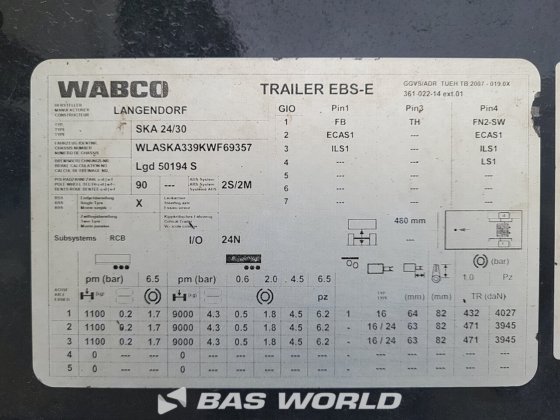 WABCO
TRAILER EBS-E
GGVS/ADR TUEH TB 2007 - 019.0X
361-022-14 ext.01
LANGENDORF
GIO Pin1 Pin3 Pin4
SKA 24/30
1 FB TH FN2-SW
2 ECAS1 --- ECAS1
WLASKA339KWF69357
3 ILS1 --- ILS1
4 --- --- LS1
Lgd 50194 S
5 --- --- ---
90 --- 2S/2M
6 --- --- ---
7 --- --- ---
X
480 mm
Subsystems RCB I/O 24N
pm (bar) 6.5 pm (bar) 0.6 2.0 4.5 6.5
1.0 Pz
pz (mm) (mm) TR (daN)
1 1100 0.2 1.7 9000 4.3 0.5 1.8 4.5 6.2 1 16 64 82 432 4027
2 1100 0.2 1.7 9000 4.3 0.5 1.8 4.5 6.2 - 16 / 24 63 82 471 3945
3 1100 0.2 1.7 9000 4.3 0.5 1.8 4.5 6.2 - 16 / 24 63 82 471 3945
4 0 --- --- 0 --- --- --- --- --- - --- --- --- --- ---
5 0 --- --- 0 --- --- --- --- --- - --- --- --- --- ---
BAS WORLD